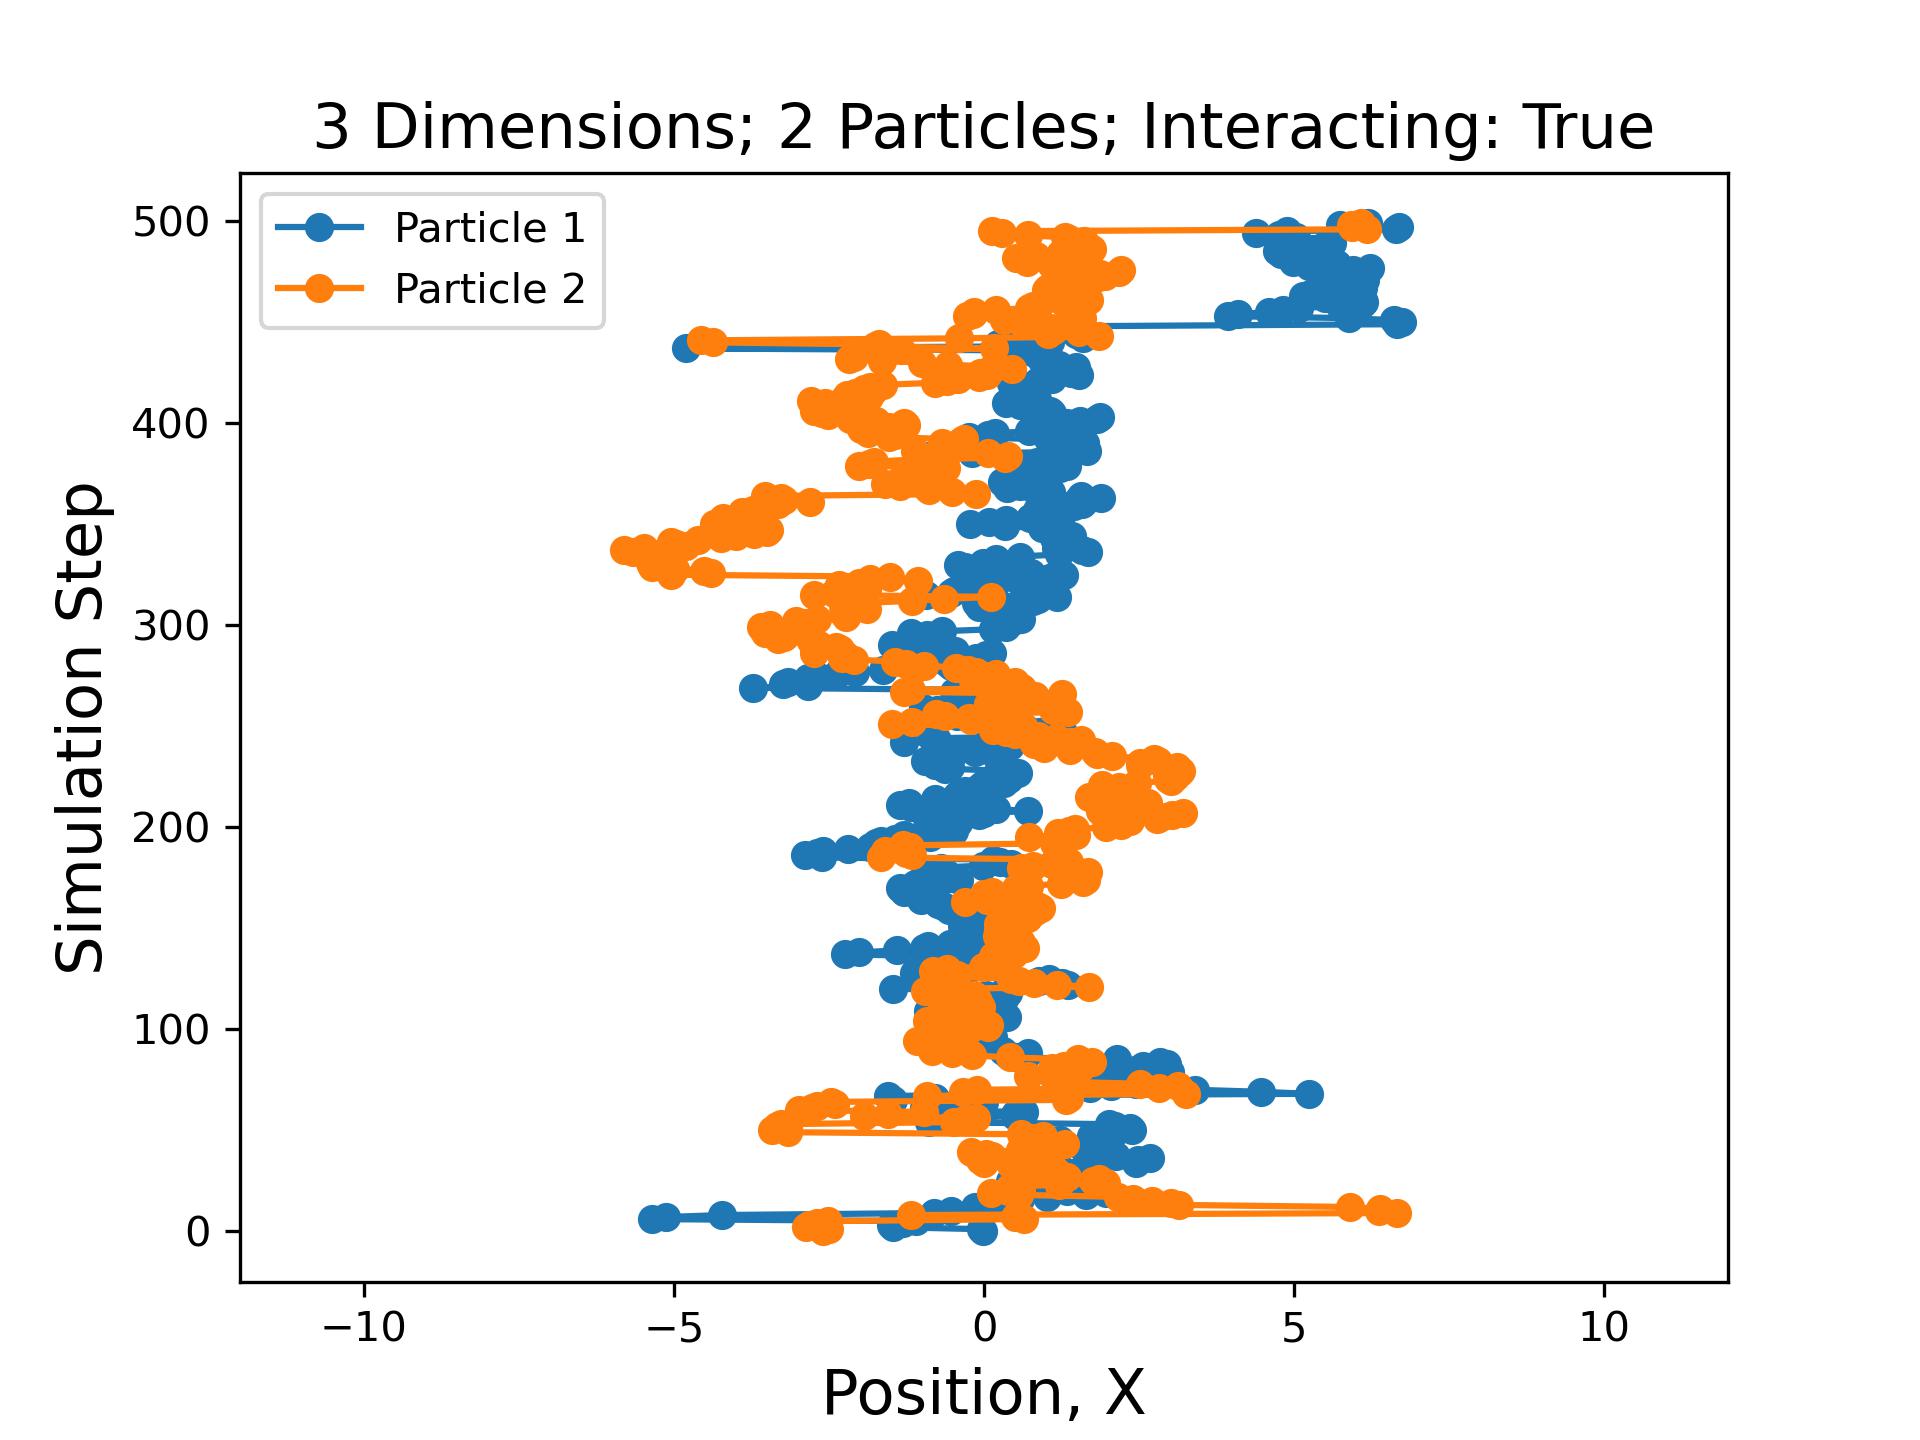 3 Dimensions; 2 Particles; Interacting: True
Particle 1
Particle 2
500
400
300
200
100
0
Simulation Step
−10
−5
0
5
10
Position, X